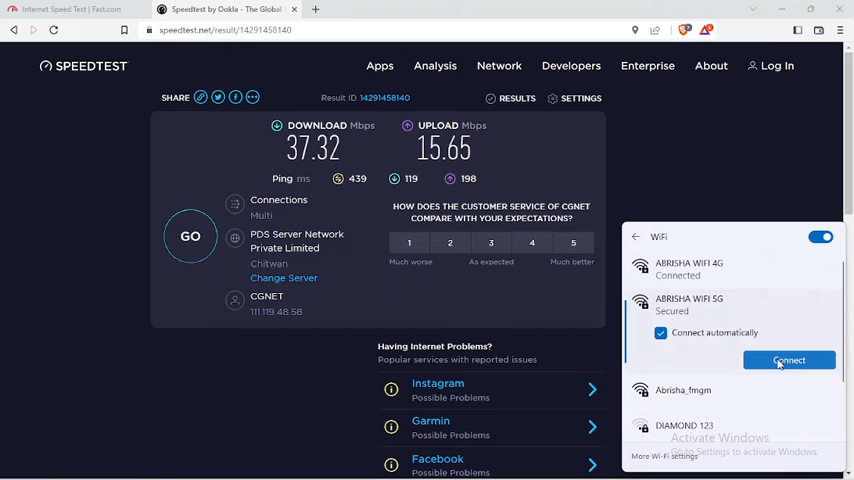 Internet Speed Test | Fast.com
Speedtest by Ookla - The Global
speedtest.net/result/14291458140
SPEEDTEST
Apps
Analysis
Network
Developers
Enterprise
About
Log In
SHARE
Result ID 14291458140
RESULTS
SETTINGS
DOWNLOAD Mbps
37.32
UPLOAD Mbps
15.65
Ping ms
439
119
198
GO
Connections
Multi
PDS Server Network
Private Limited
Chitwan
Change Server
CGNET
111.119.48.58
HOW DOES THE CUSTOMER SERVICE OF CGNET
COMPARE WITH YOUR EXPECTATIONS?
1 2 3 4 5
Much worse
As expected
Much better
Having Internet Problems?
Popular services with reported issues
Instagram
Possible Problems
Garmin
Possible Problems
Facebook
Possible Problems
WiFi
ABRISHA WIFI 4G
Connected
ABRISHA WIFI 5G
Secured
Connect automatically
Connect
Abrisha_fmgm
DIAMOND 123
More Wi-Fi settings
Activate Windows
Go to Settings to activate Windows.